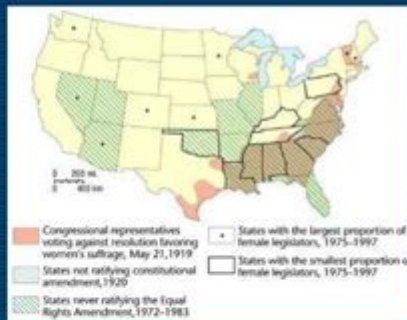 0 200 mi.
0 400 km
Congressional representatives
voting against resolution favoring
women's suffrage, May 21,1919
States not ratifying constitutional
amendment,1920
States never ratifying the Equal
Rights Amendment,1972–1983
States with the largest proportion of
female legislators, 1975–1997
States with the smallest proportion of
female legislators, 1975–1997